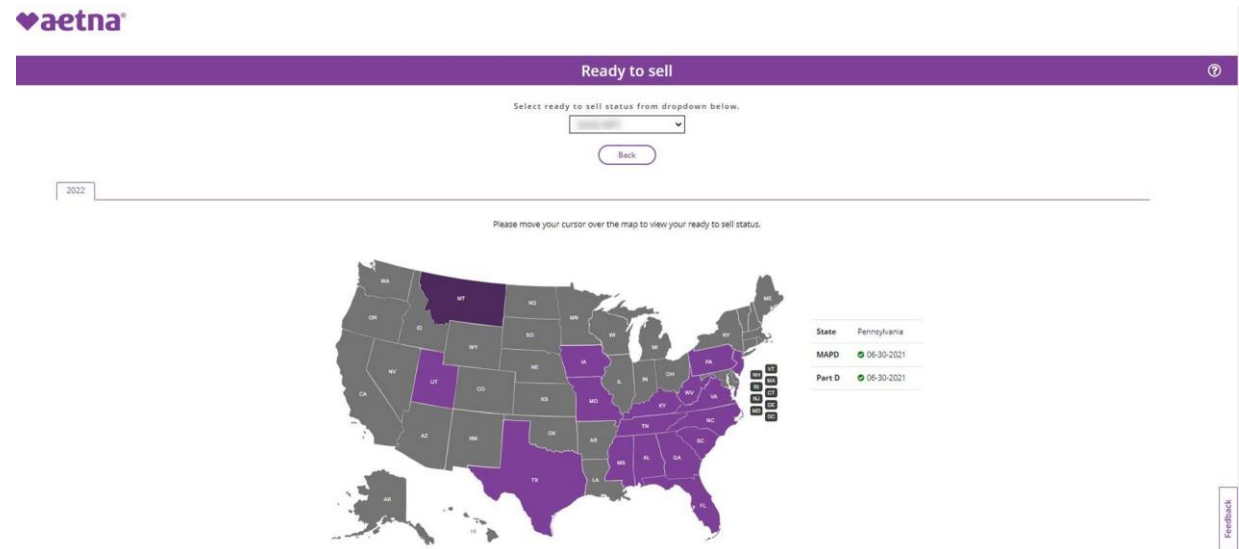 aetna
Ready to sell
Select ready to sell status from dropdown below.
Back
2022
Please move your cursor over the map to view your ready to sell status.
WA
MT
ND
MN
ME
OR
ID
SD
WI
MI
NY
WY
IA
PA
NV
NE
IL
IN
OH
UT
CO
WV
VA
CA
KS
MO
KY
NC
TN
AZ
NM
OK
AR
SC
MS
AL
GA
TX
LA
FL
AK
HI
VT
NH
MA
RI
CT
NJ
DE
MD
DC
State Pennsylvania
MAPD 06-30-2021
Part D 06-30-2021
Feedback